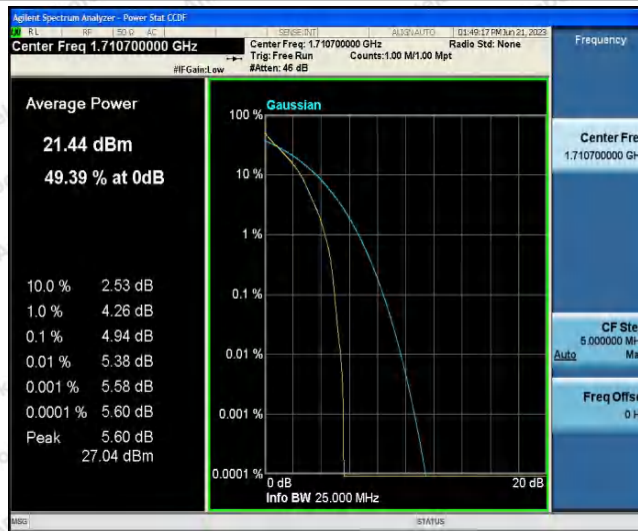 Agilent Spectrum Analyzer - Power Stat CCDF
RL RF 50 Ω AC SENSE:INT ALIGN AUTO 01:49:17 PM Jun 21, 2023
Center Freq 1.710700000 GHz
Center Freq: 1.710700000 GHz Radio Std: None
Trig: Free Run Counts:1.00 M/1.00 Mpt
#IFGain:Low #Atten: 46 dB
Frequency
Average Power
21.44 dBm
49.39 % at 0dB
10.0 % 2.53 dB
1.0 % 4.26 dB
0.1 % 4.94 dB
0.01 % 5.38 dB
0.001 % 5.58 dB
0.0001 % 5.60 dB
Peak 5.60 dB
27.04 dBm
Gaussian
100 %
10 %
1 %
0.1 %
0.01 %
0.001 %
0.0001 %
0 dB 20 dB
Info BW 25.000 MHz
Center Fre
1.710700000 GH
CF Ste
5.000000 MH
Auto Ma
Freq Offs
0 H
MSG STATUS